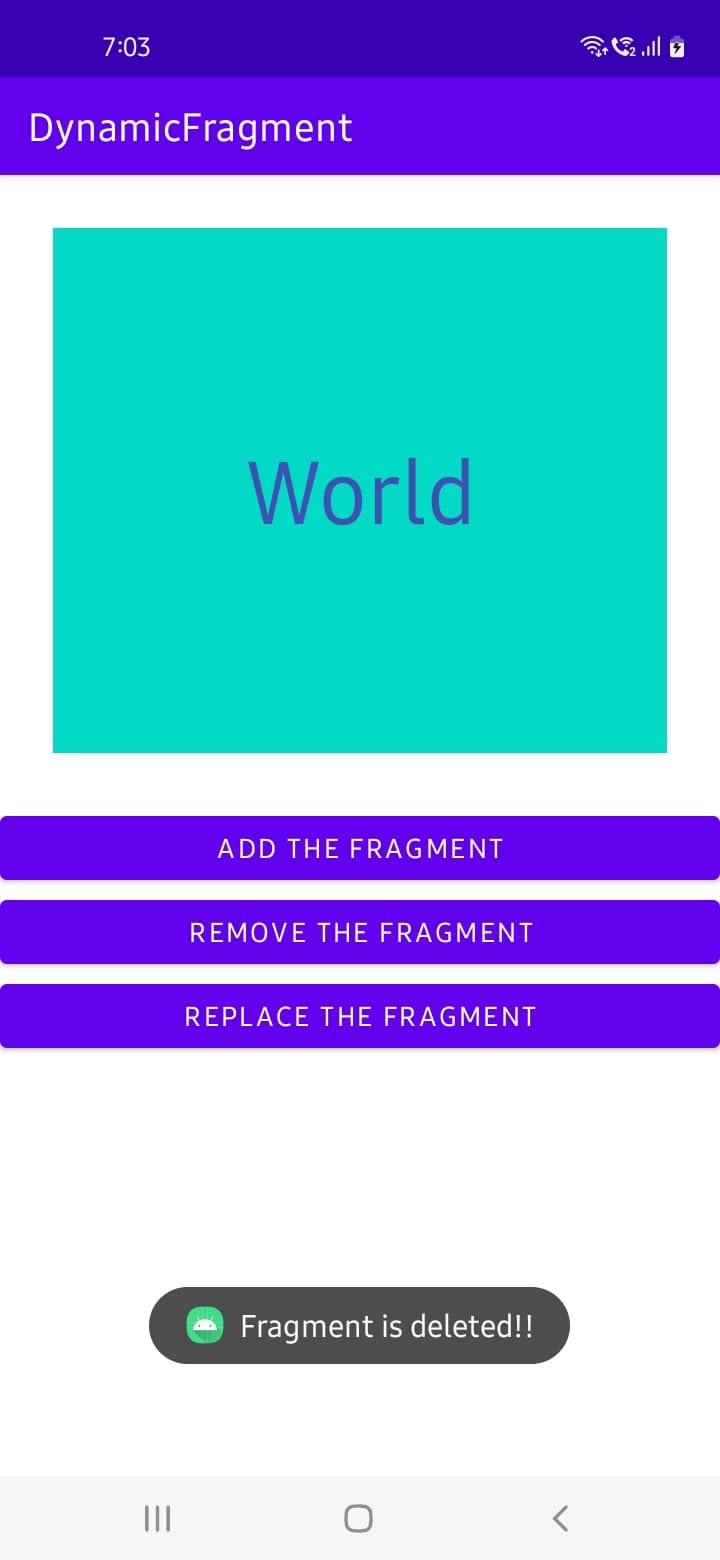 7:03
DynamicFragment
World
ADD THE FRAGMENT
REMOVE THE FRAGMENT
REPLACE THE FRAGMENT
Fragment is deleted!!